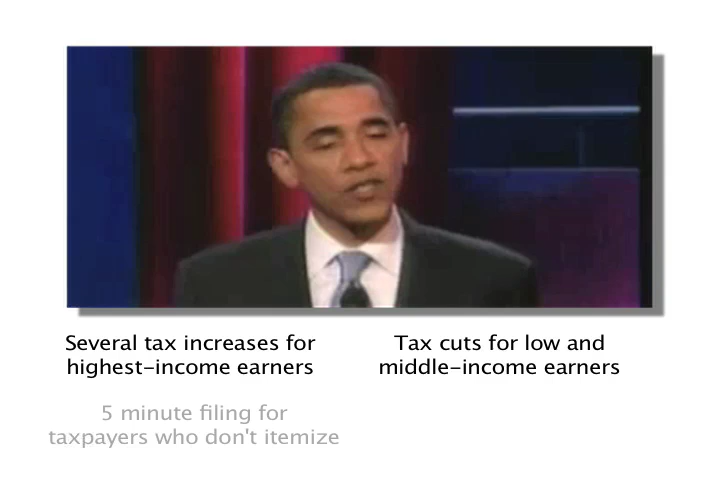 Several tax increases for
highest-income earners
Tax cuts for low and
middle-income earners
5 minute filing for
taxpayers who don't itemize